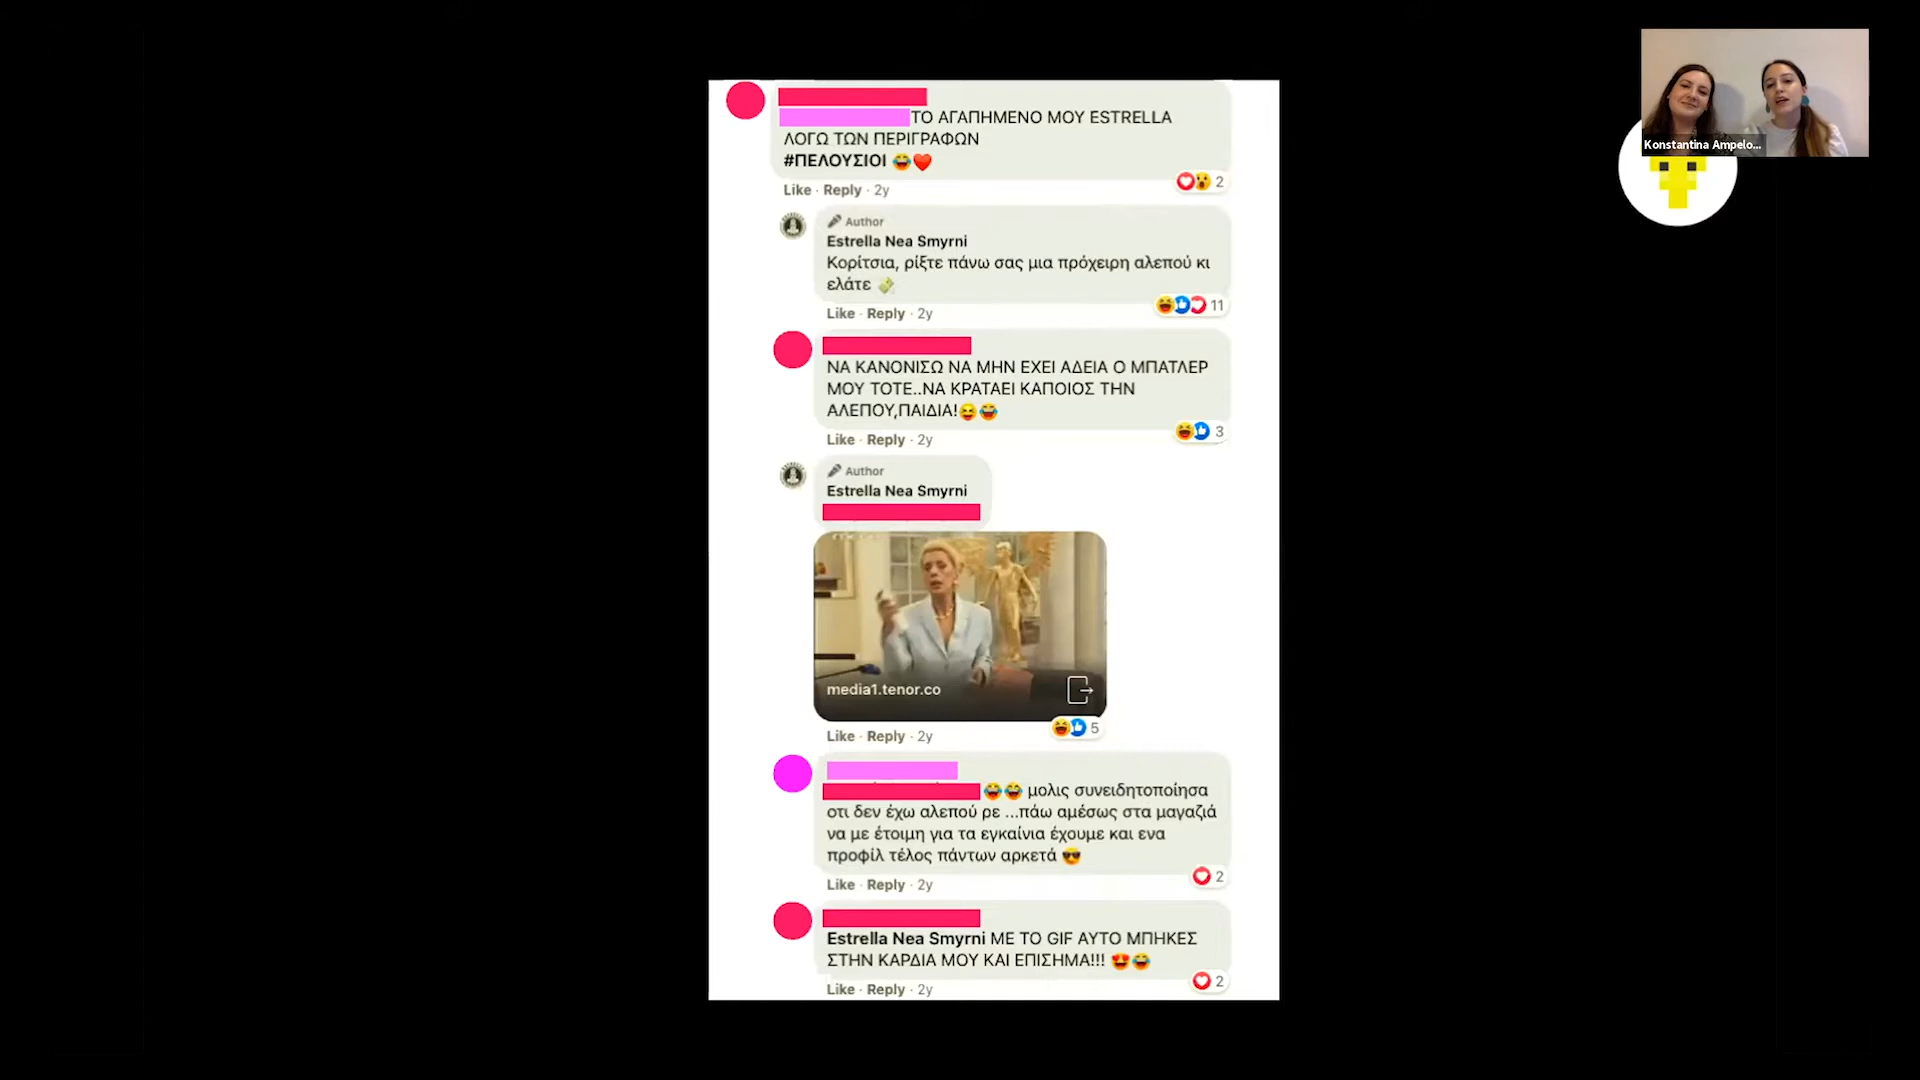 ΤΟ ΑΓΑΠΗΜΕΝΟ ΜΟΥ ESTRELLA
ΛΟΓΩ ΤΩΝ ΠΕΡΙΓΡΑΦΩΝ
#ΠΕΛΟΥΣΙΟΙ 😂❤️
2
Like · Reply · 2y
Author
Estrella Nea Smyrni
Κορίτσια, ρίξτε πάνω σας μια πρόχειρη αλεπού κι
ελάτε 💸
11
Like · Reply · 2y
ΝΑ ΚΑΝΟΝΙΣΩ ΝΑ ΜΗΝ ΕΧΕΙ ΑΔΕΙΑ Ο ΜΠΑΤΛΕΡ
ΜΟΥ ΤΟΤΕ..ΝΑ ΚΡΑΤΑΕΙ ΚΑΠΟΙΟΣ ΤΗΝ
ΑΛΕΠΟΥ,ΠΑΙΔΙΑ!😝😂
3
Like · Reply · 2y
Author
Estrella Nea Smyrni
media1.tenor.co
5
Like · Reply · 2y
😂😂 μολις συνειδητοποίησα
οτι δεν έχω αλεπού ρε ...πάω αμέσως στα μαγαζιά
να με έτοιμη για τα εγκαίνια έχουμε και ενα
προφίλ τέλος πάντων αρκετά 😎
2
Like · Reply · 2y
Estrella Nea Smyrni ΜΕ ΤΟ GIF ΑΥΤΟ ΜΠΗΚΕΣ
ΣΤΗΝ ΚΑΡΔΙΑ ΜΟΥ ΚΑΙ ΕΠΙΣΗΜΑ!!! 😍😂
2
Like · Reply · 2y
Konstantina Ampelo...